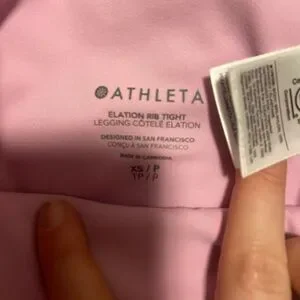 ATHLETA
ELATION RIB TIGHT
LEGGING CÔTELÉ ELATION
DESIGNED IN SAN FRANCISCO
CONÇU À SAN FRANCISCO
MADE IN CAMBODIA
XS / P
TP / P